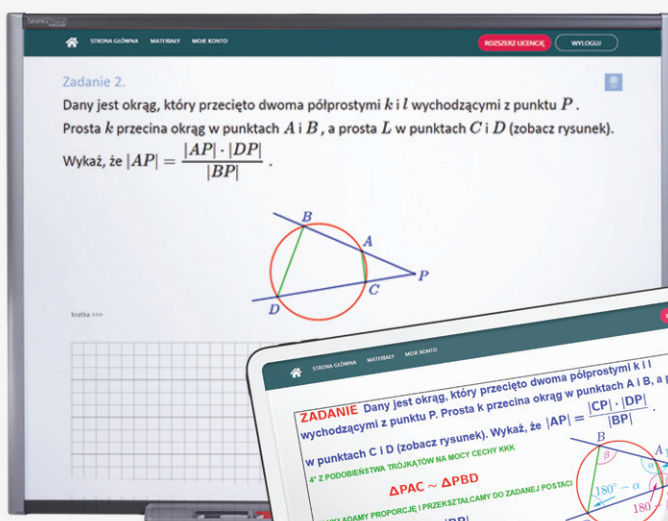 STRONA GŁÓWNA MATERIAŁY MOJE KONTO ROZSZERZ LICENCJĘ WYLOGUJ
Zadanie 2.
Dany jest okrąg, który przecięto dwoma półprostymi k i l wychodzącymi z punktu P .
Prosta k przecina okrąg w punktach A i B , a prosta L w punktach C i D (zobacz rysunek).
Wykaż, że |AP| = |AP| · |DP| / |BP| .
B
A
P
C
D
kratka >>>
STRONA GŁÓWNA MATERIAŁY MOJE KONTO
ZADANIE Dany jest okrąg, który przecięto dwoma półprostymi k i l
wychodzącymi z punktu P. Prosta k przecina okrąg w punktach A i B, a
w punktach C i D (zobacz rysunek). Wykaż, że |AP| = |CP| · |DP| / |BP| .
4° Z PODOBIEŃSTWA TRÓJKĄTÓW NA MOCY CECHY KKK
ΔPAC ~ ΔPBD
PROPORCJĘ I PRZEKSZTAŁCAMY DO ZADANEJ POSTACI
B
β
A
α
180° − α
180